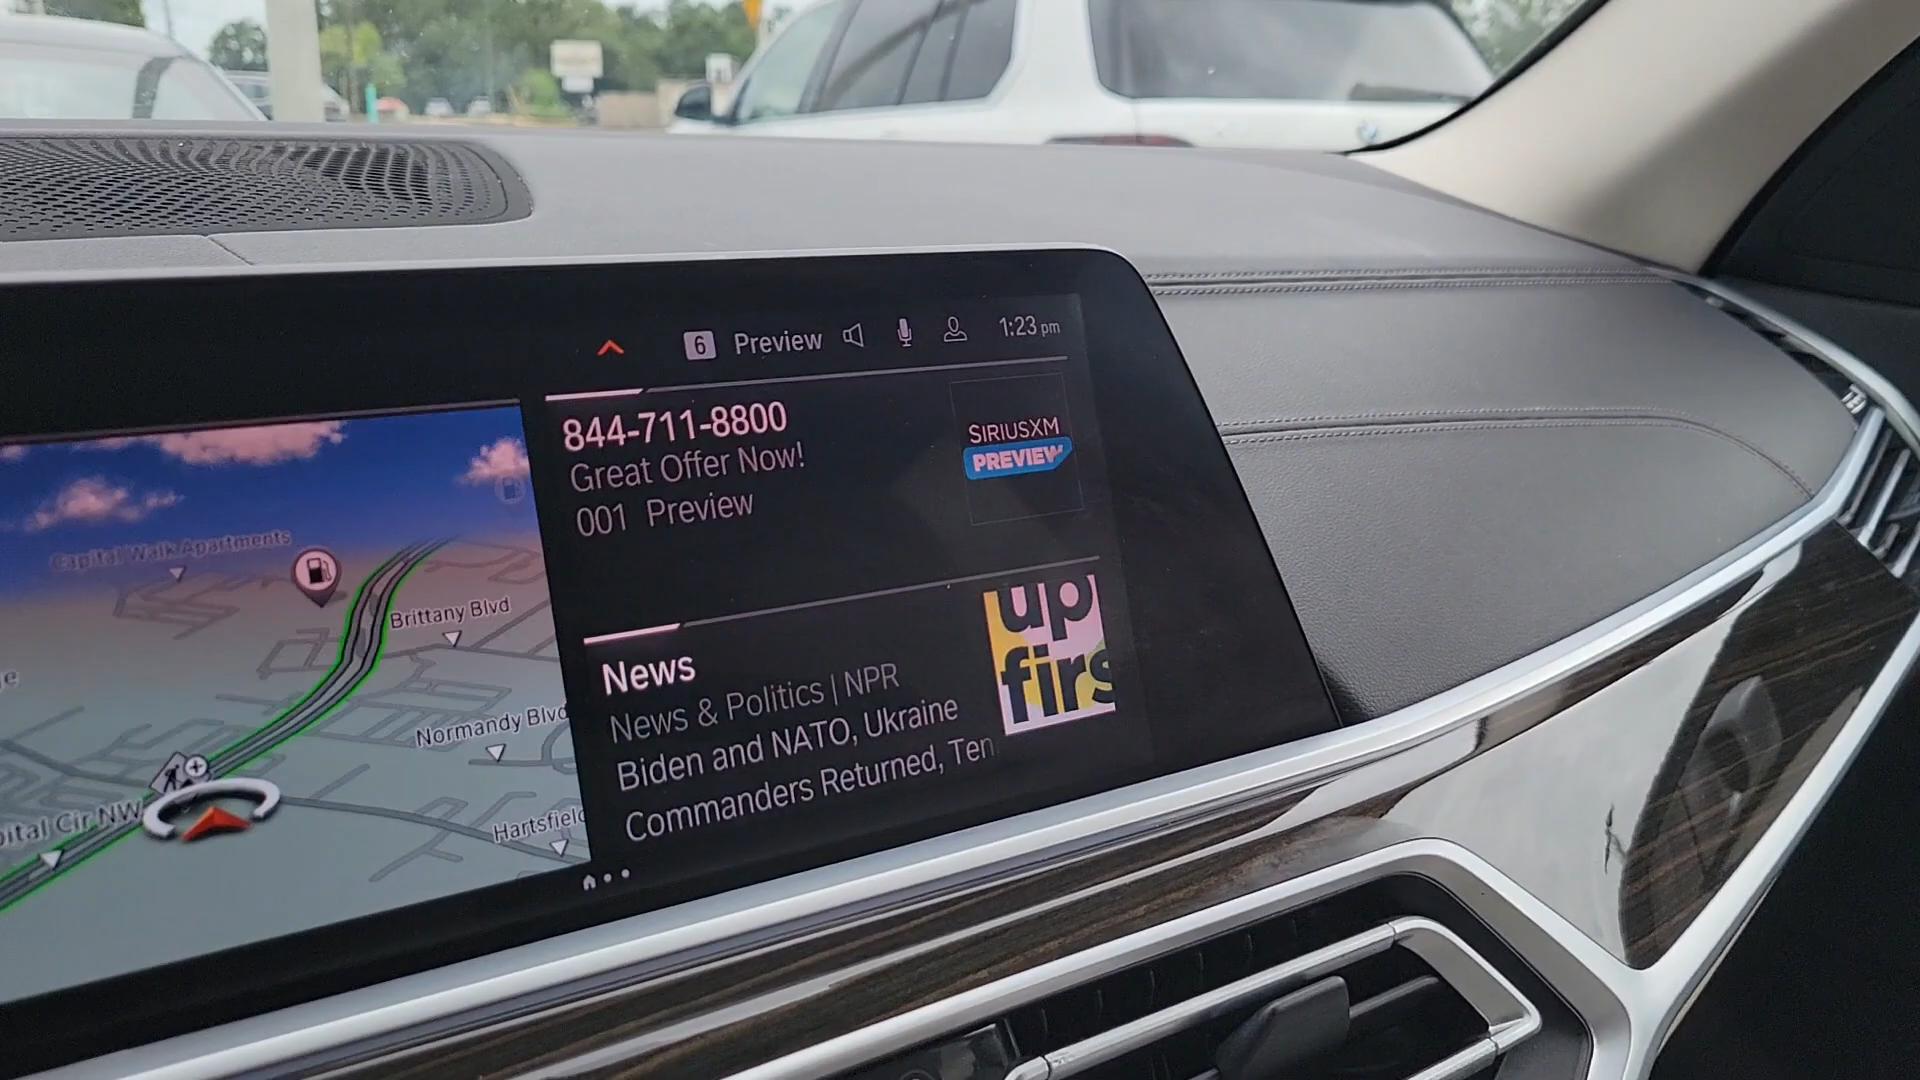 6 Preview 1:23 pm
844-711-8800
Great Offer Now!
001 Preview
SIRIUSXM
PREVIEW
News
News & Politics | NPR
Biden and NATO, Ukraine
Commanders Returned, Ten
up
firs
Capital Walk Apartments
Brittany Blvd
Normandy Blvd
pital Cir NW
Hartsfield